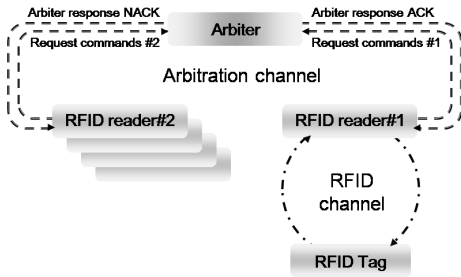 Arbiter response NACK
Arbiter response ACK
Arbiter
Request commands #2
Request commands #1
Arbitration channel
RFID reader#2
RFID reader#1
RFID
channel
RFID Tag